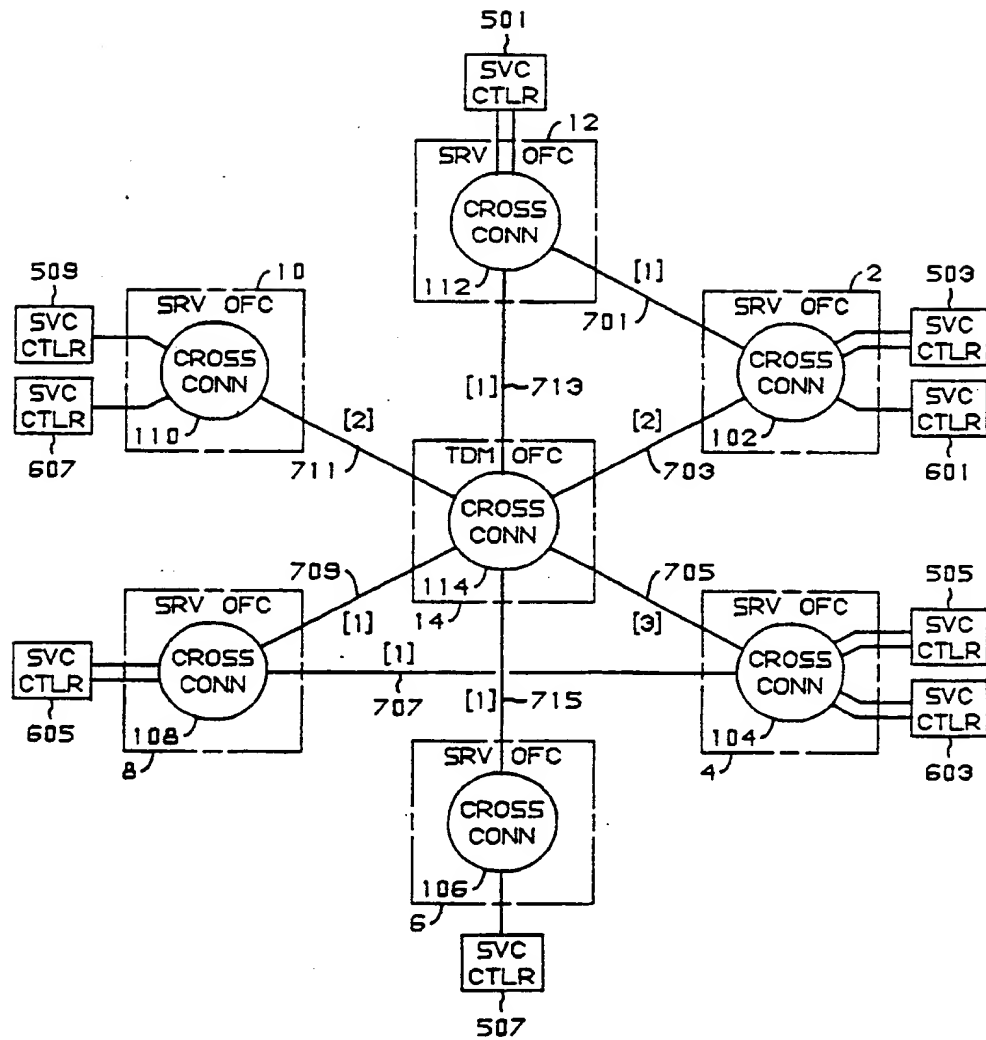 501
SVC
CTLR
12
SRV OFC
CROSS
CONN
112
509
10
[1]
2
503
SVC
CTLR
SRV OFC
701
SRV OFC
SVC
CTLR
CROSS
CONN
[1]
713
CROSS
CONN
SVC
CTLR
110
[2]
[2]
102
SVC
CTLR
607
711
TDM OFC
703
601
CROSS
CONN
709
114
705
505
SRV OFC
[1]
14
[3]
SRV OFC
SVC
CTLR
SVC
CTLR
CROSS
CONN
[1]
CROSS
CONN
707
[1]
715
SVC
CTLR
605
108
104
603
8
SRV OFC
4
CROSS
CONN
106
6
SVC
CTLR
507